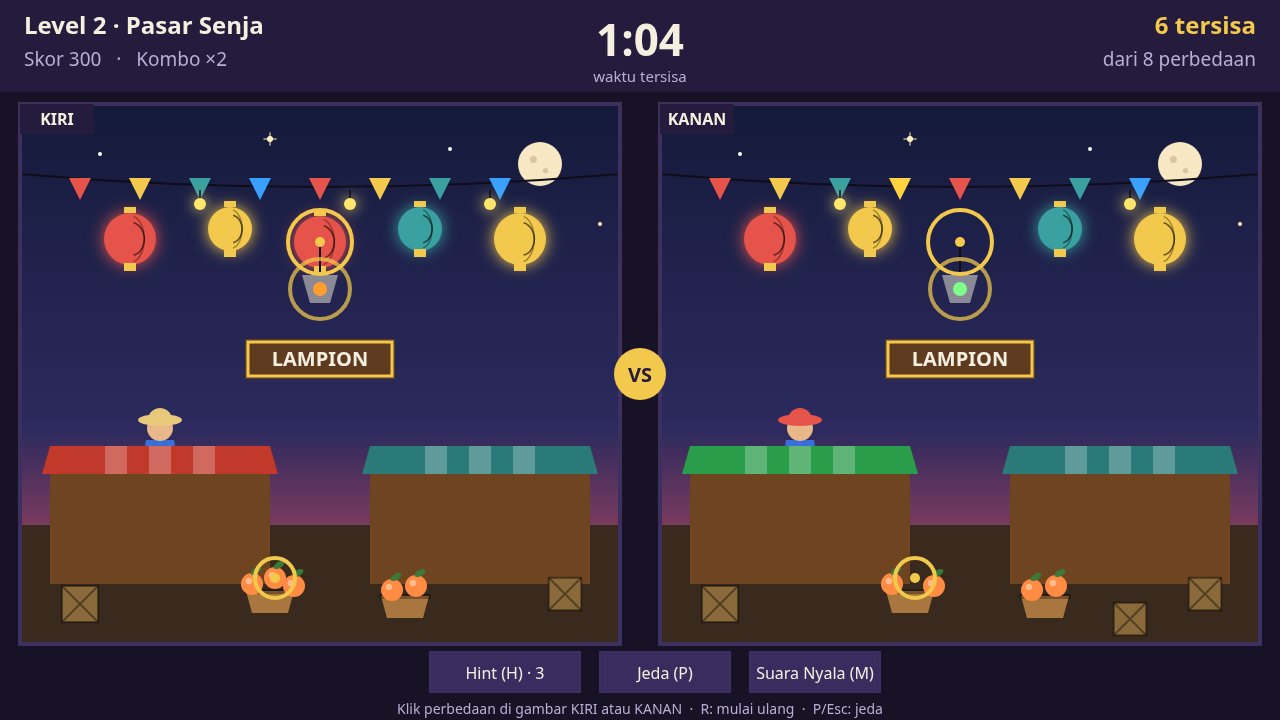 Level 2 · Pasar Senja
Skor 300 · Kombo ×2
1:04
waktu tersisa
6 tersisa
dari 8 perbedaan
KIRI
KANAN
LAMPION
LAMPION
VS
Hint (H) · 3
Jeda (P)
Suara Nyala (M)
Klik perbedaan di gambar KIRI atau KANAN · R: mulai ulang · P/Esc: jeda